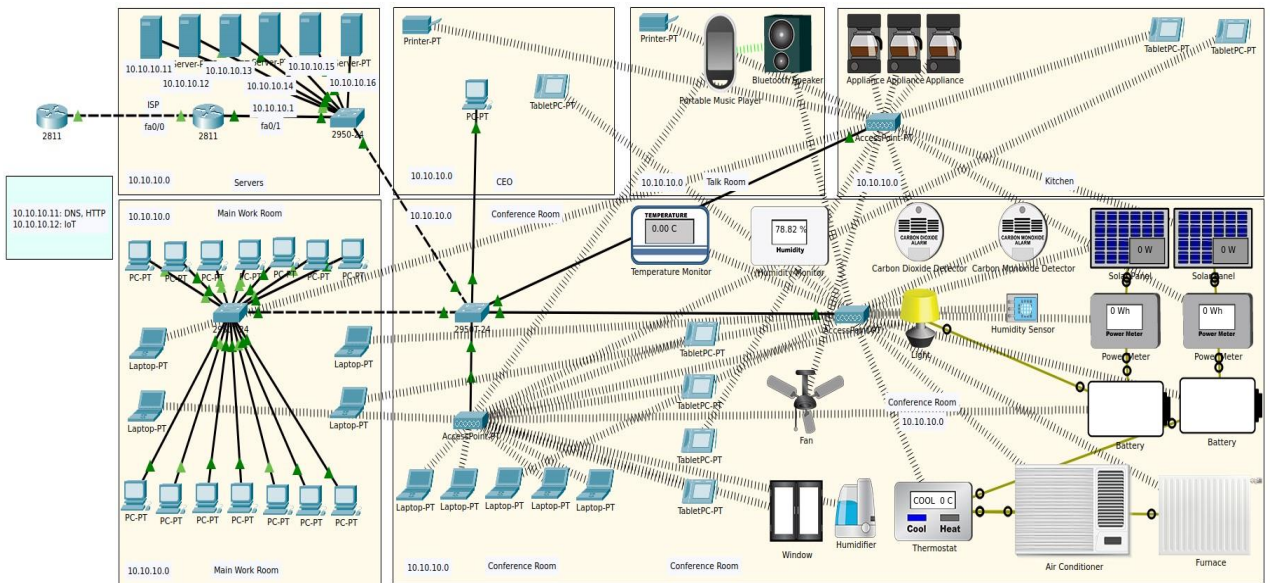 10.10.10.11
Server-PT
Server-PT
10.10.10.12
10.10.10.13
10.10.10.14
10.10.10.15
10.10.10.16
ISP
fa0/0
2811
2811
10.10.10.1
fa0/1
2950-24
10.10.10.0
Servers
10.10.10.11: DNS, HTTP
10.10.10.12: IoT
Printer-PT
PC-PT
TabletPC-PT
10.10.10.0
CEO
Printer-PT
Portable Music Player
Bluetooth Speaker
10.10.10.0
Talk Room
Appliance
Appliance
Appliance
TabletPC-PT
TabletPC-PT
AccessPoint-PT
10.10.10.0
Kitchen
10.10.10.0
Main Work Room
PC-PT
PC-PT
PC-PT
PC-PT
PC-PT
PC-PT
PC-PT
Laptop-PT
Laptop-PT
Laptop-PT
Laptop-PT
PC-PT
PC-PT
PC-PT
PC-PT
PC-PT
PC-PT
PC-PT
10.10.10.0
Main Work Room
10.10.10.0
Conference Room
TEMPERATURE
0.00 C
Temperature Monitor
78.82 %
Humidity
Humidity Monitor
CARBON DIOXIDE
ALARM
Carbon Dioxide Detector
CARBON MONOXIDE
ALARM
Carbon Monoxide Detector
0 W
Solar Panel
0 W
Solar Panel
2950T-24
AccessPoint-PT
Light
Humidity Sensor
0 Wh
Power Meter
Power Meter
0 Wh
Power Meter
Power Meter
TabletPC-PT
TabletPC-PT
TabletPC-PT
TabletPC-PT
AccessPoint-PT
Fan
Conference Room
10.10.10.0
Battery
Battery
Laptop-PT
Laptop-PT
Laptop-PT
Laptop-PT
Laptop-PT
Window
Humidifier
COOL 0 C
Cool
Heat
Thermostat
Air Conditioner
Furnace
10.10.10.0
Conference Room
Conference Room